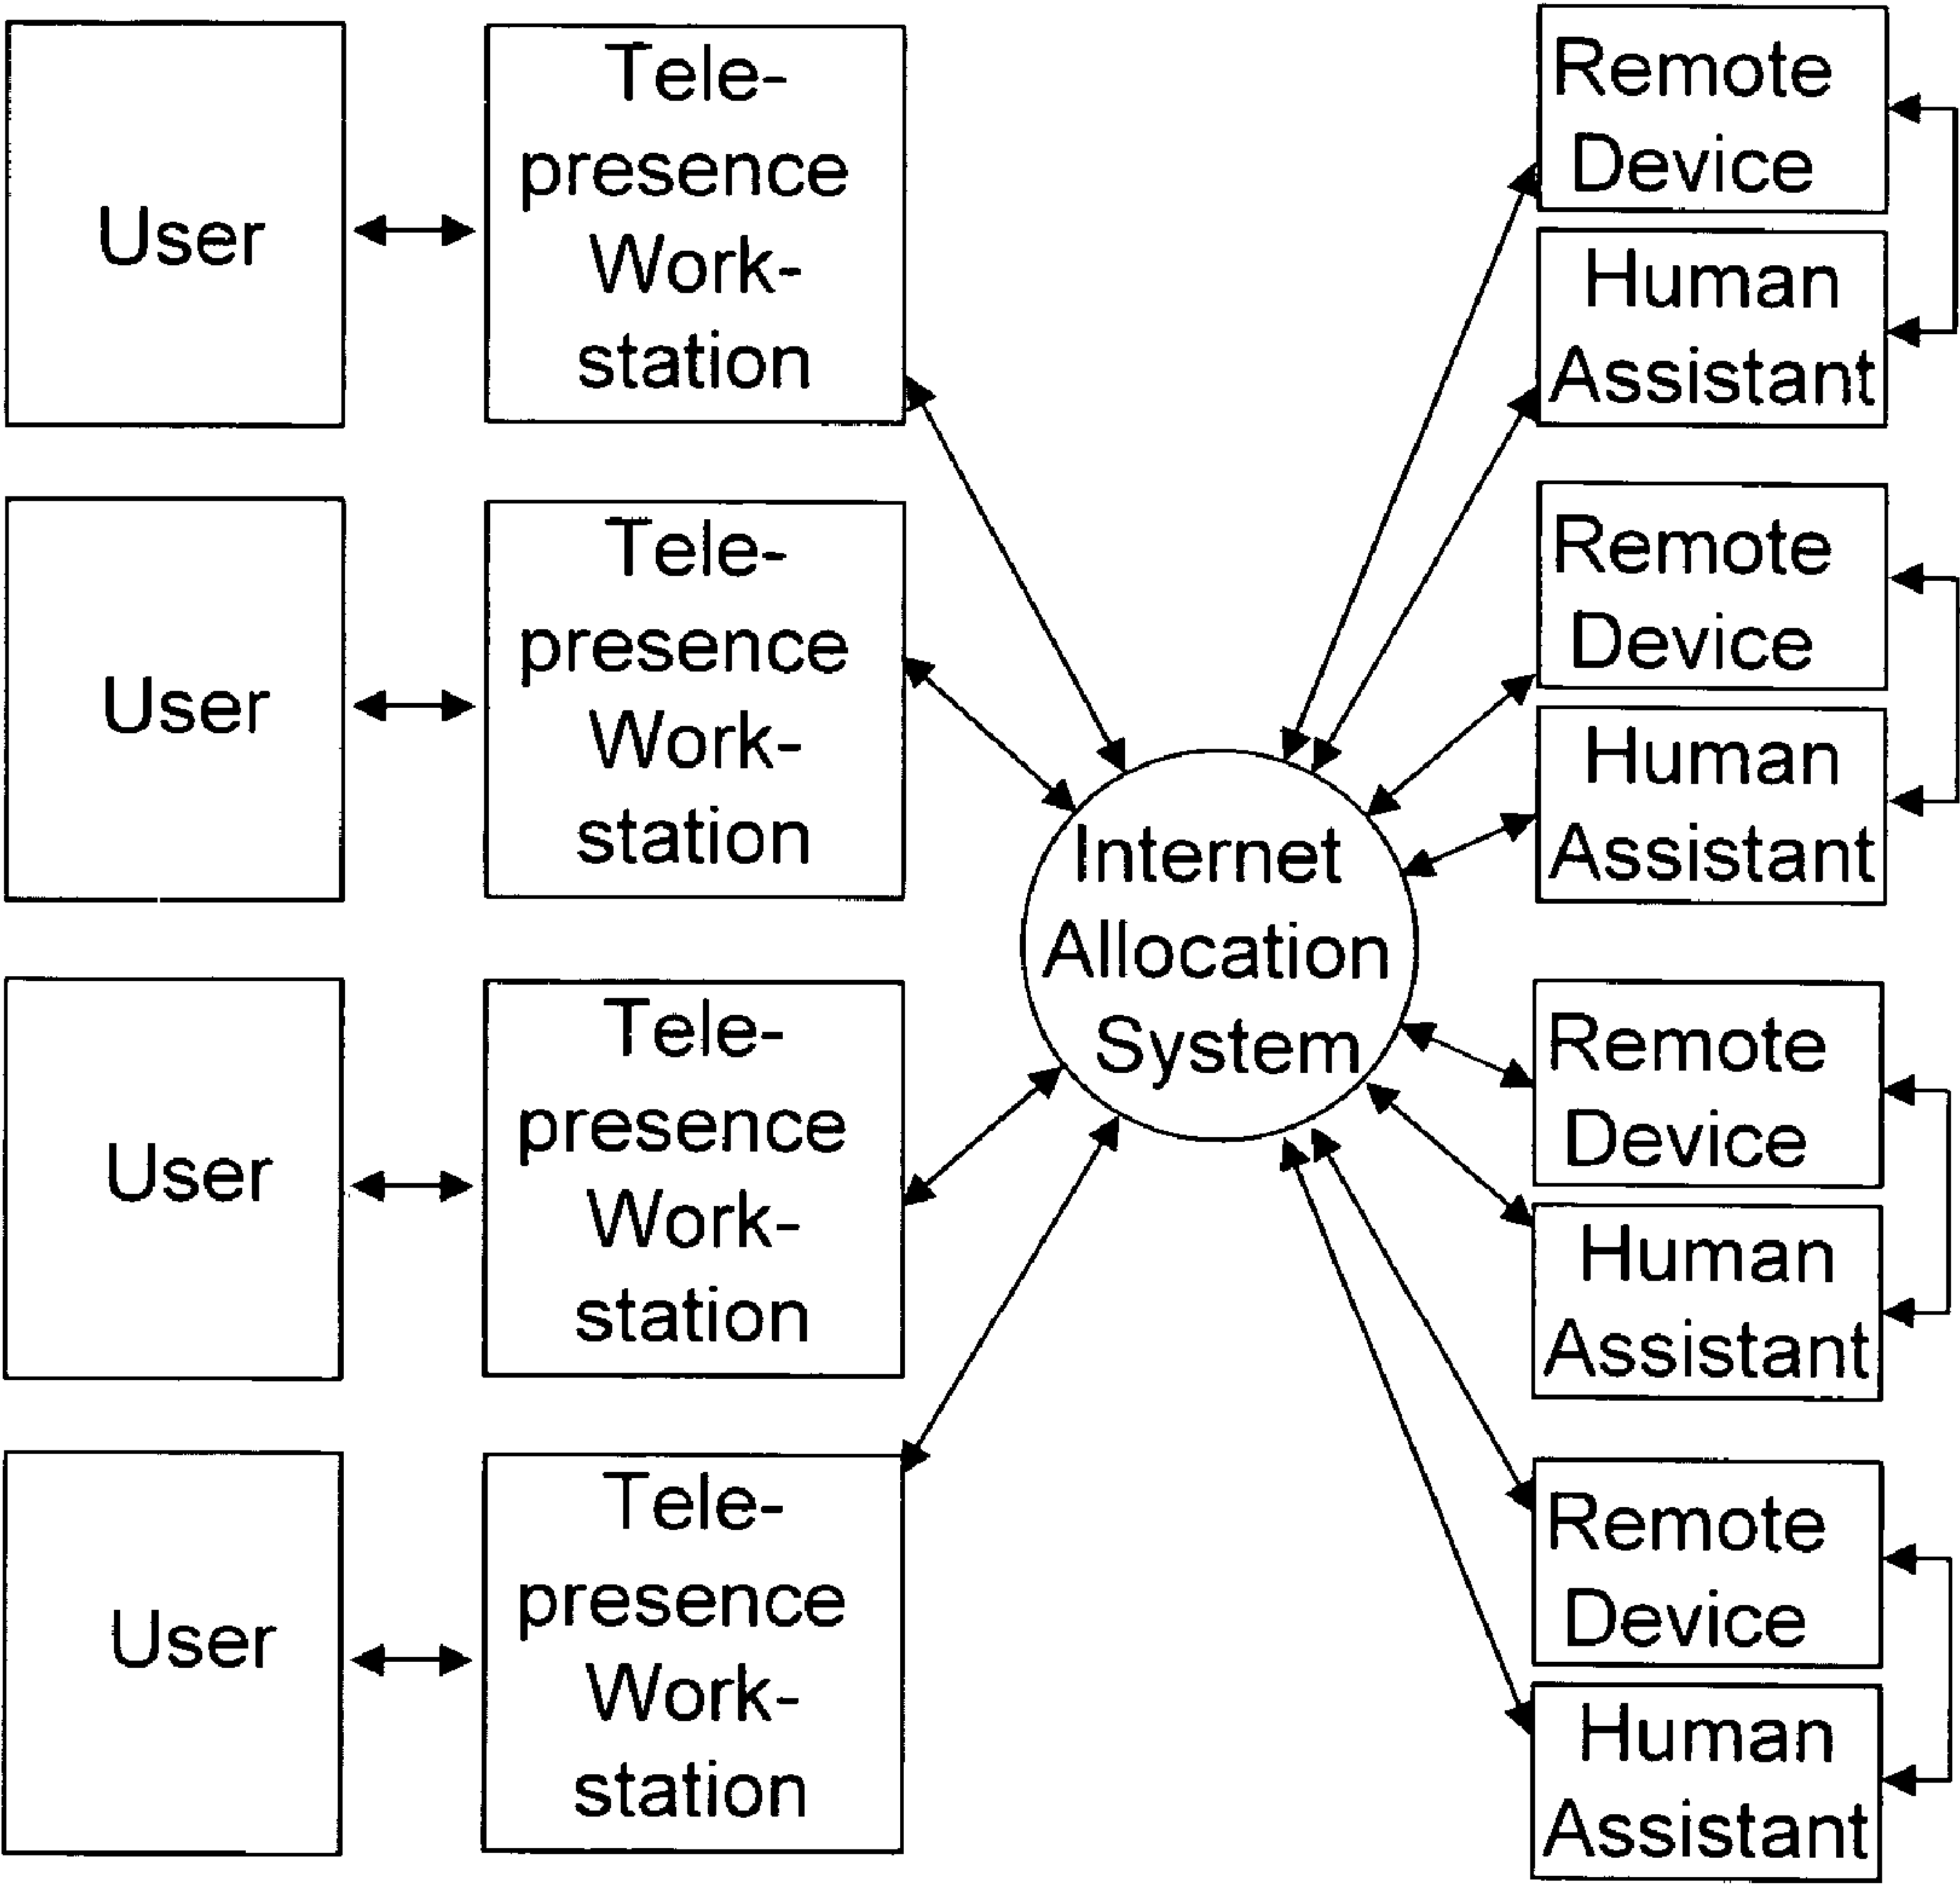 User
Tele-
presence
Work-
station
Remote
Device
Human
Assistant
User
Tele-
presence
Work-
station
Remote
Device
Human
Assistant
Internet
Allocation
System
User
Tele-
presence
Work-
station
Remote
Device
Human
Assistant
User
Tele-
presence
Work-
station
Remote
Device
Human
Assistant